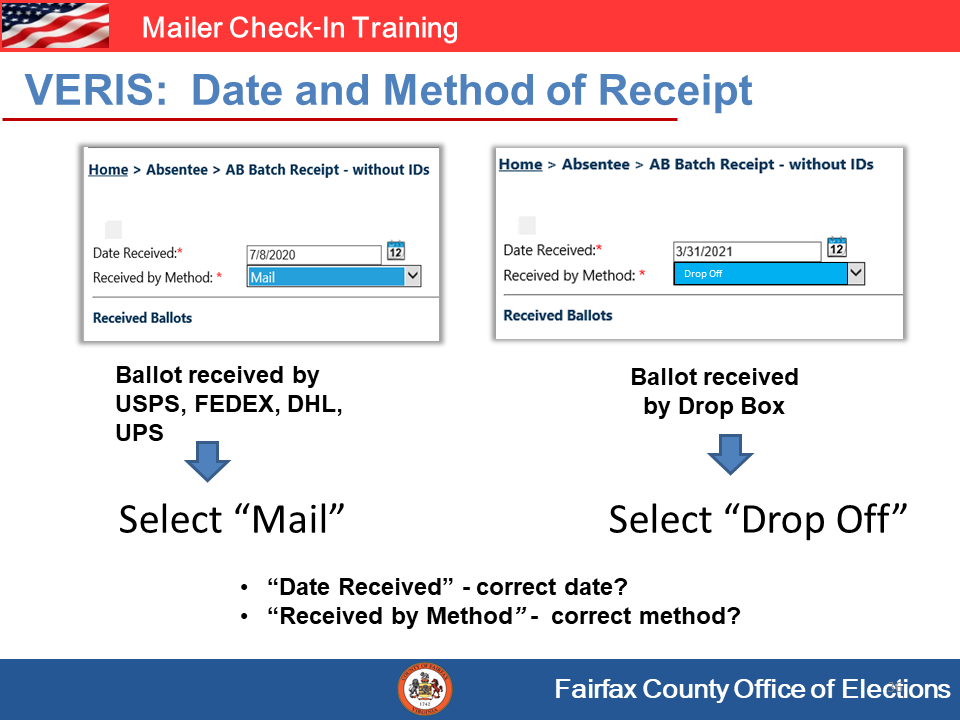 Mailer Check-In Training
VERIS:  Date and Method of Receipt
Home > Absentee > AB Batch Receipt - without IDs
Date Received:*
7/8/2020
12
Received by Method: *
Mail
Received Ballots
Home > Absentee > AB Batch Receipt - without IDs
Date Received:*
3/31/2021
12
Received by Method: *
Drop Off
Received Ballots
Ballot received by
USPS, FEDEX, DHL,
UPS
Ballot received
by Drop Box
Select “Mail”
Select “Drop Off”
• “Date Received” - correct date?
• “Received by Method” -  correct method?
COUNTY OF FAIRFAX
1742
VIRGINIA
Fairfax County Office of Elections